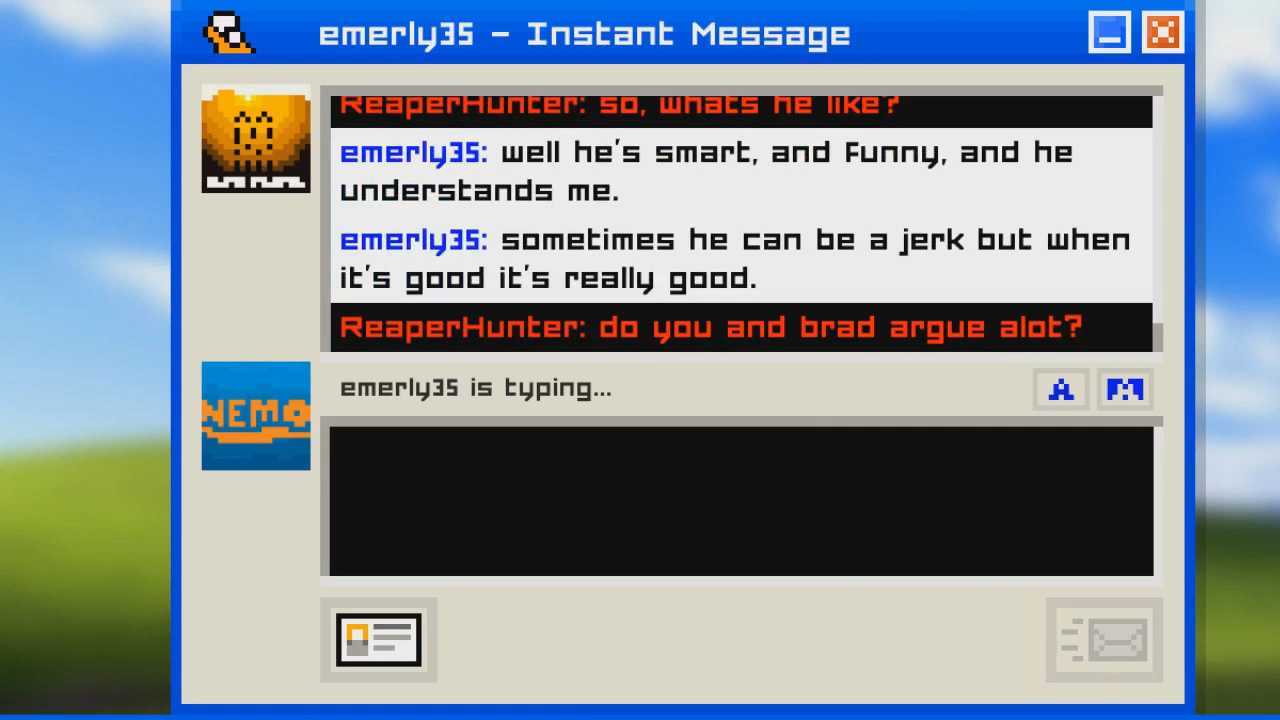 emerly35 - Instant Message
ReaperHunter: so, whats he like?
emerly35: well he's smart, and Funny, and he
understands me.
emerly35: sometimes he can be a jerk but when
it's good it's really good.
ReaperHunter: do you and brad argue alot?
emerly35 is typing...
A
NEMO